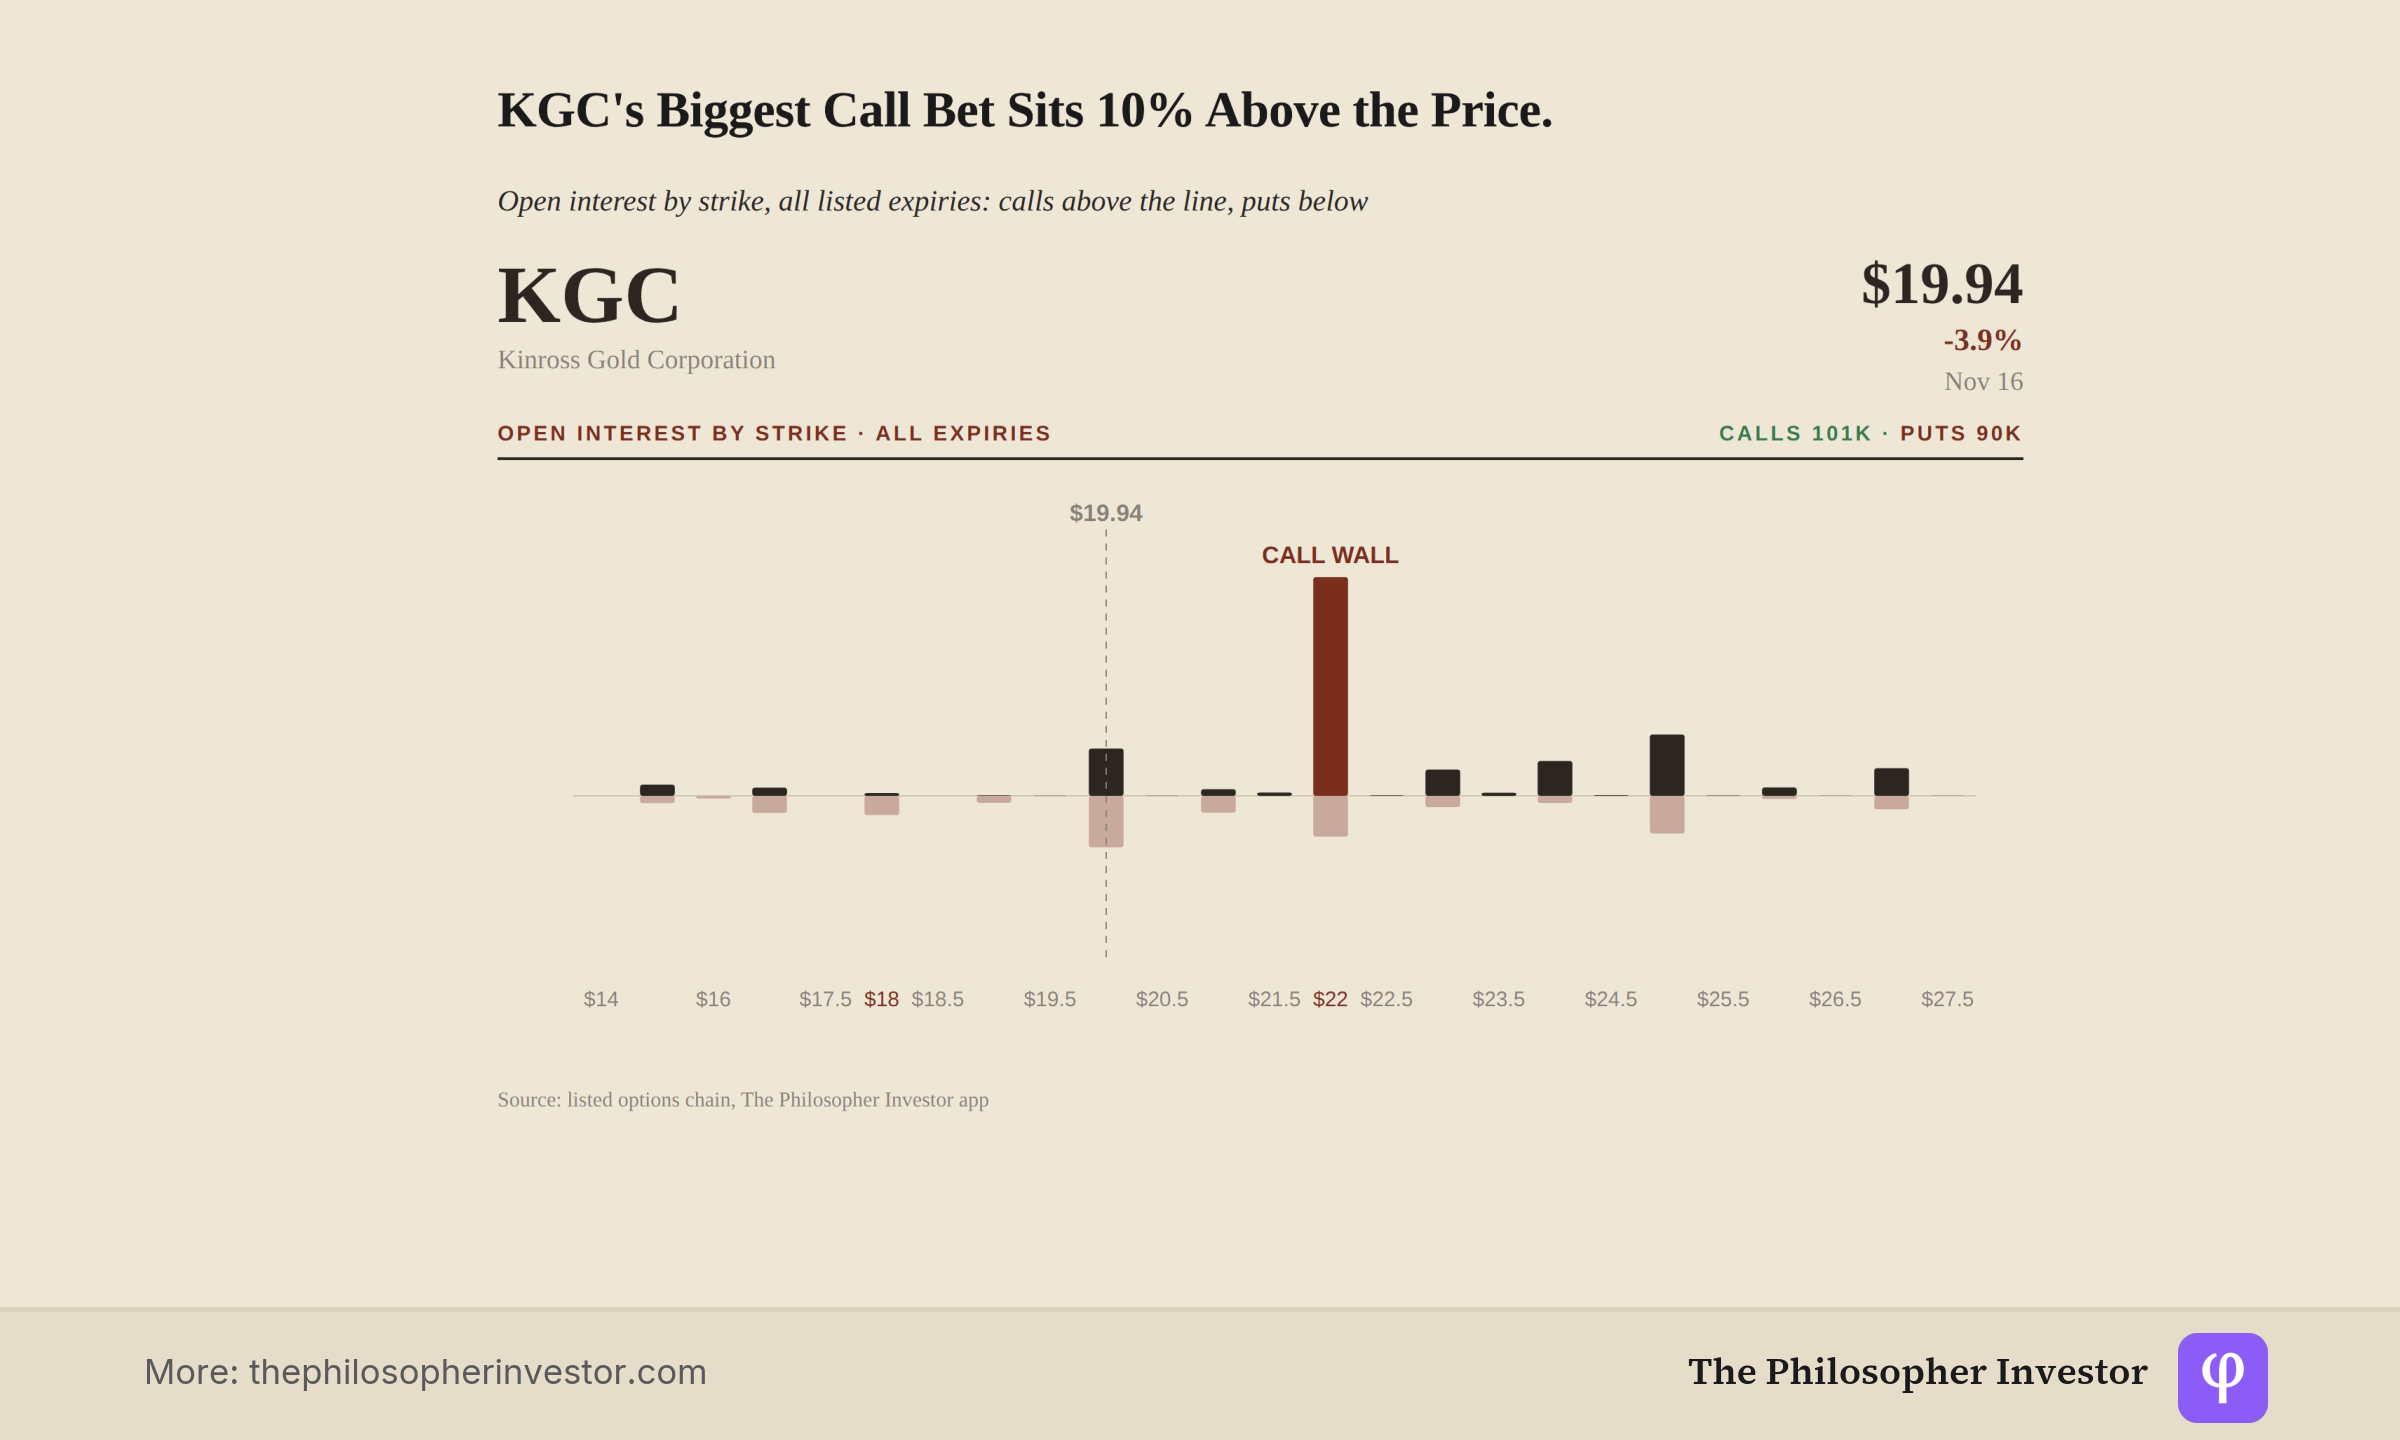 KGC's Biggest Call Bet Sits 10% Above the Price.
Open interest by strike, all listed expiries: calls above the line, puts below
KGC
$19.94
Kinross Gold Corporation
-3.9%
Nov 16
OPEN INTEREST BY STRIKE · ALL EXPIRIES
CALLS 101K · PUTS 90K
$19.94
CALL WALL
$14 $16 $17.5 $18 $18.5 $19.5 $20.5 $21.5 $22 $22.5 $23.5 $24.5 $25.5 $26.5 $27.5
Source: listed options chain, The Philosopher Investor app
More: thephilosopherinvestor.com
The Philosopher Investor φ